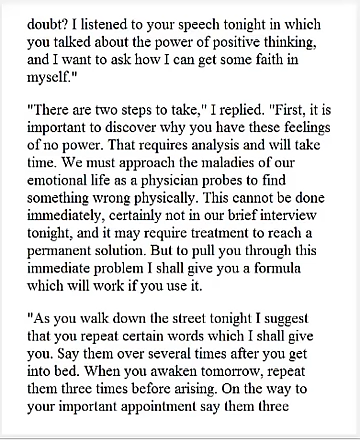 doubt? I listened to your speech tonight in which
you talked about the power of positive thinking,
and I want to ask how I can get some faith in
myself."
"There are two steps to take," I replied. "First, it is
important to discover why you have these feelings
of no power. That requires analysis and will take
time. We must approach the maladies of our
emotional life as a physician probes to find
something wrong physically. This cannot be done
immediately, certainly not in our brief interview
tonight, and it may require treatment to reach a
permanent solution. But to pull you through this
immediate problem I shall give you a formula
which will work if you use it.
"As you walk down the street tonight I suggest
that you repeat certain words which I shall give
you. Say them over several times after you get
into bed. When you awaken tomorrow, repeat
them three times before arising. On the way to
your important appointment say them three